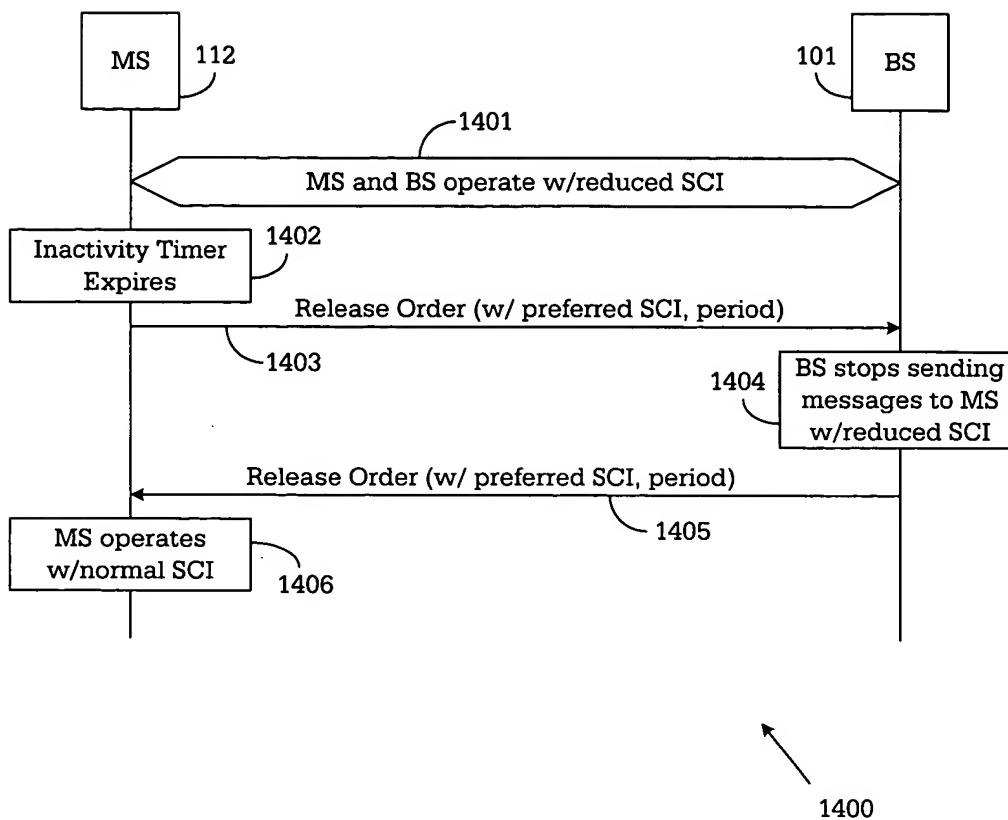 MS
112
101
BS
1401
MS and BS operate w/reduced SCI
Inactivity Timer
Expires
1402
Release Order (w/ preferred SCI, period)
1403
1404
BS stops sending
messages to MS
w/reduced SCI
Release Order (w/ preferred SCI, period)
1405
MS operates
w/normal SCI
1406
1400